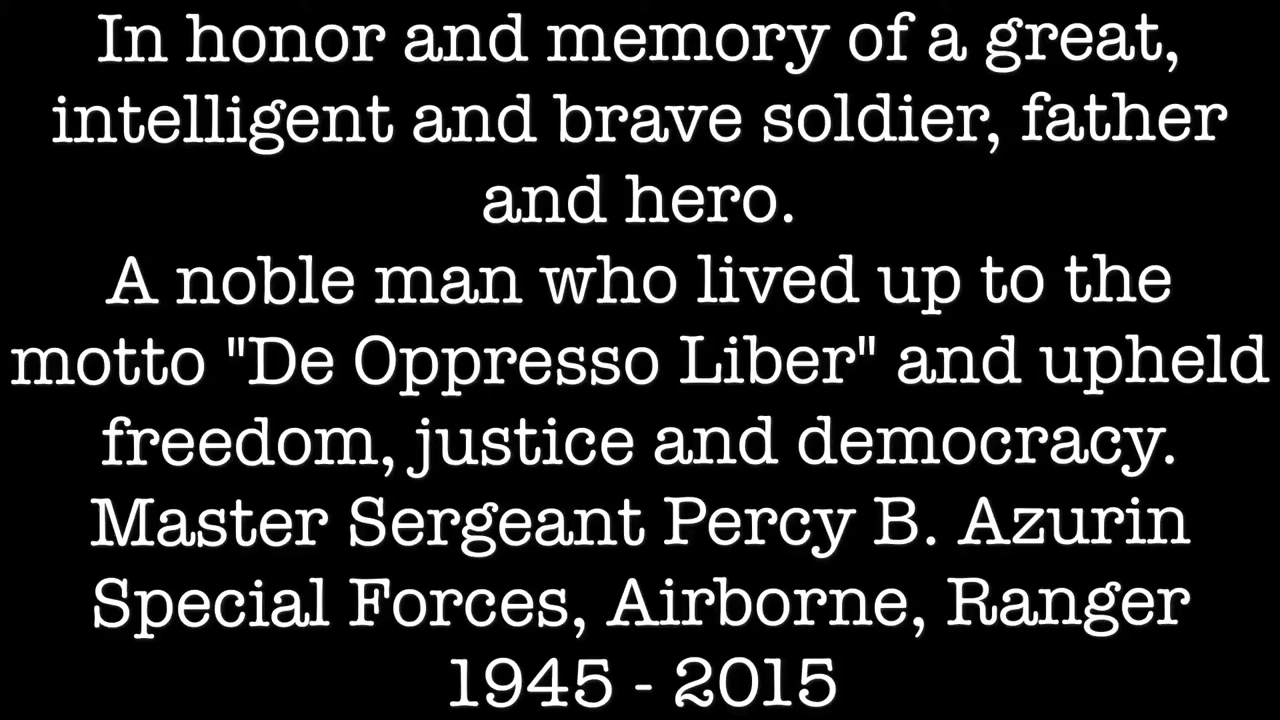 In honor and memory of a great,
intelligent and brave soldier, father
and hero.
A noble man who lived up to the
motto "De Oppresso Liber" and upheld
freedom, justice and democracy.
Master Sergeant Percy B. Azurin
Special Forces, Airborne, Ranger
1945 - 2015